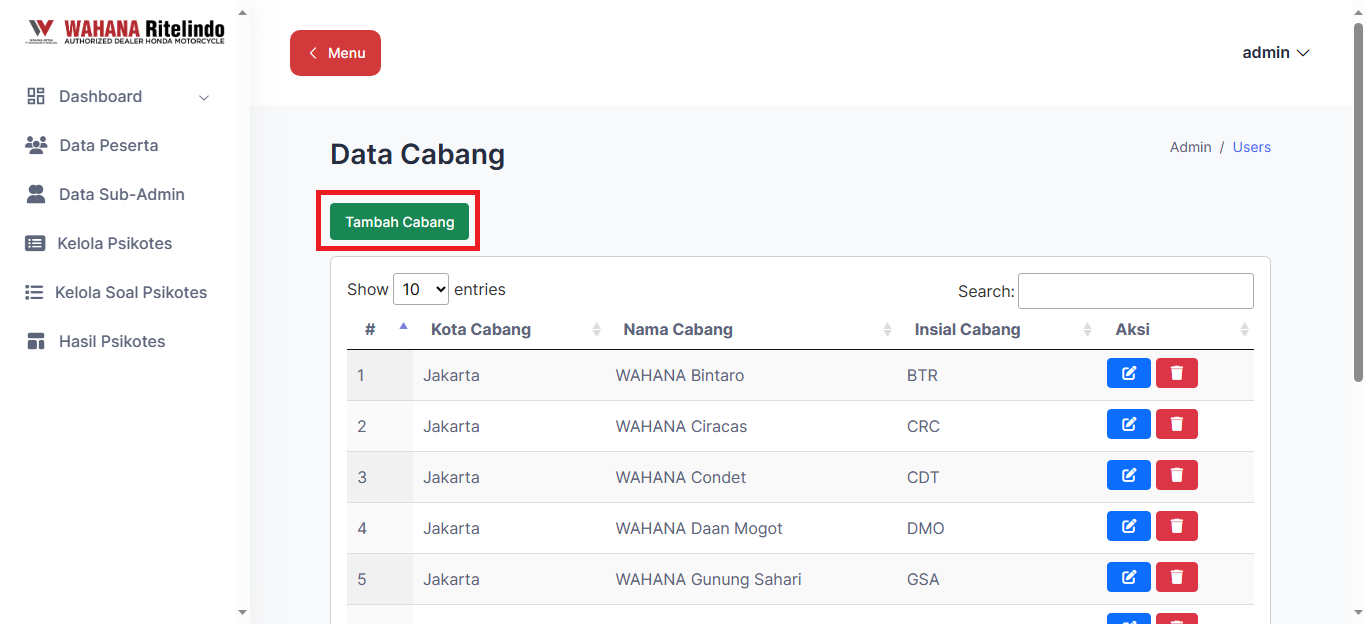 WAHANA Ritelindo
AUTHORIZED DEALER HONDA MOTORCYCLE
Menu
admin
Dashboard
Data Peserta
Data Sub-Admin
Kelola Psikotes
Kelola Soal Psikotes
Hasil Psikotes
Data Cabang
Admin / Users
Tambah Cabang
Show 10 entries
Search:
# Kota Cabang Nama Cabang Insial Cabang Aksi
1 Jakarta WAHANA Bintaro BTR
2 Jakarta WAHANA Ciracas CRC
3 Jakarta WAHANA Condet CDT
4 Jakarta WAHANA Daan Mogot DMO
5 Jakarta WAHANA Gunung Sahari GSA